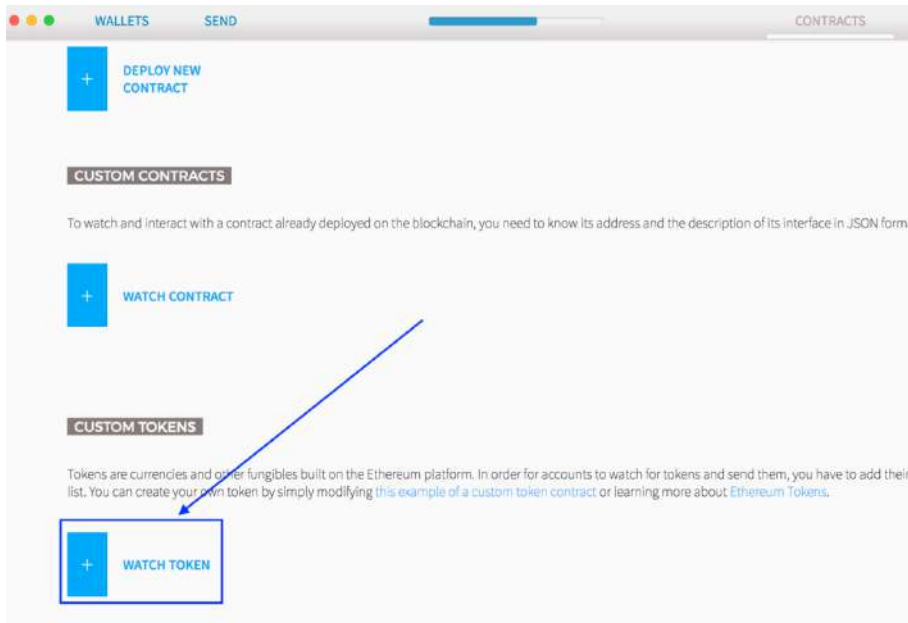 WALLETS SEND CONTRACTS
+ DEPLOY NEW
CONTRACT
CUSTOM CONTRACTS
To watch and interact with a contract already deployed on the blockchain, you need to know its address and the description of its interface in JSON form
+ WATCH CONTRACT
CUSTOM TOKENS
Tokens are currencies and other fungibles built on the Ethereum platform. In order for accounts to watch for tokens and send them, you have to add their
list. You can create your own token by simply modifying this example of a custom token contract or learning more about Ethereum Tokens.
+ WATCH TOKEN